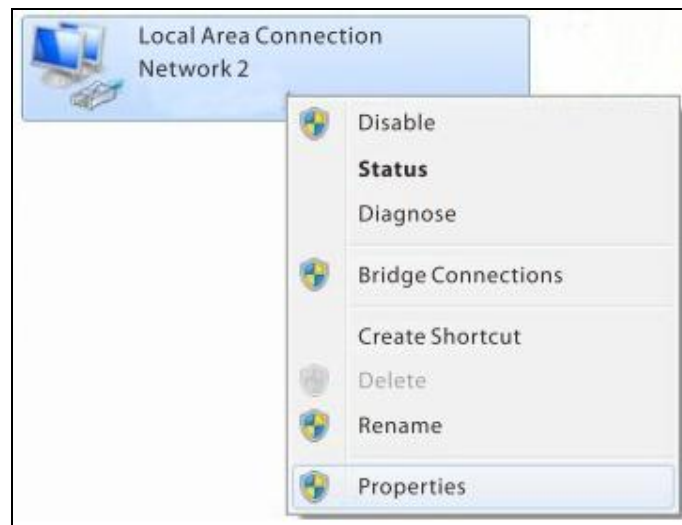 Local Area Connection
Network 2
Disable
Status
Diagnose
Bridge Connections
Create Shortcut
Delete
Rename
Properties